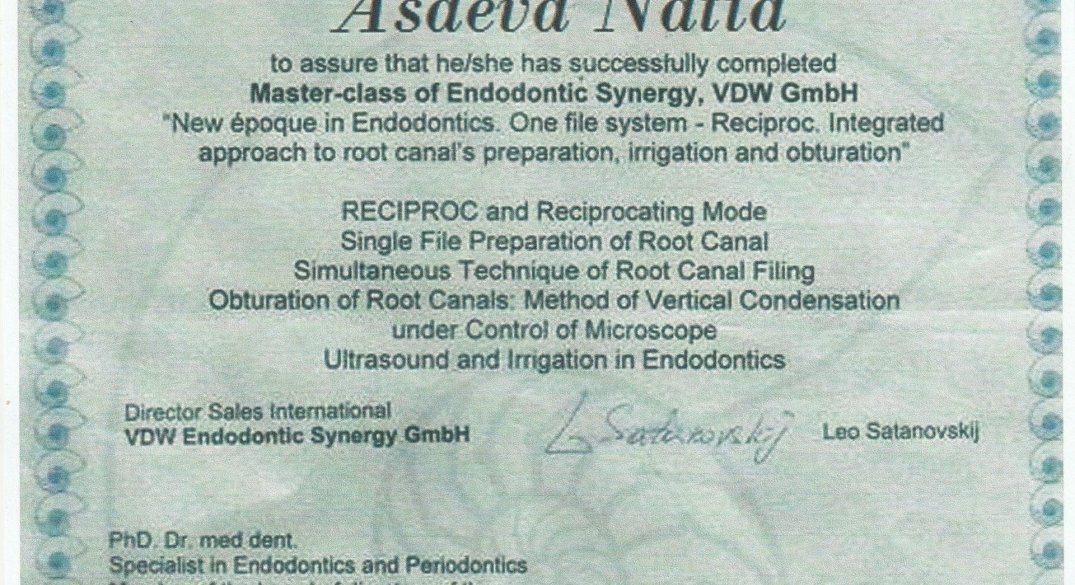 Asaeva Natia
to assure that he/she has successfully completed
Master-class of Endodontic Synergy, VDW GmbH
"New époque in Endodontics. One file system - Reciproc. Integrated
approach to root canal's preparation, irrigation and obturation"
RECIPROC and Reciprocating Mode
Single File Preparation of Root Canal
Simultaneous Technique of Root Canal Filing
Obturation of Root Canals: Method of Vertical Condensation
under Control of Microscope
Ultrasound and Irrigation in Endodontics
Director Sales International
VDW Endodontic Synergy GmbH
L Satanovskij
Leo Satanovskij
PhD. Dr. med dent.
Specialist in Endodontics and Periodontics